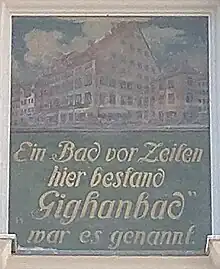 Ein Bad vor Zeiten
hier bestand
Gighanbad"
„war es genannt.